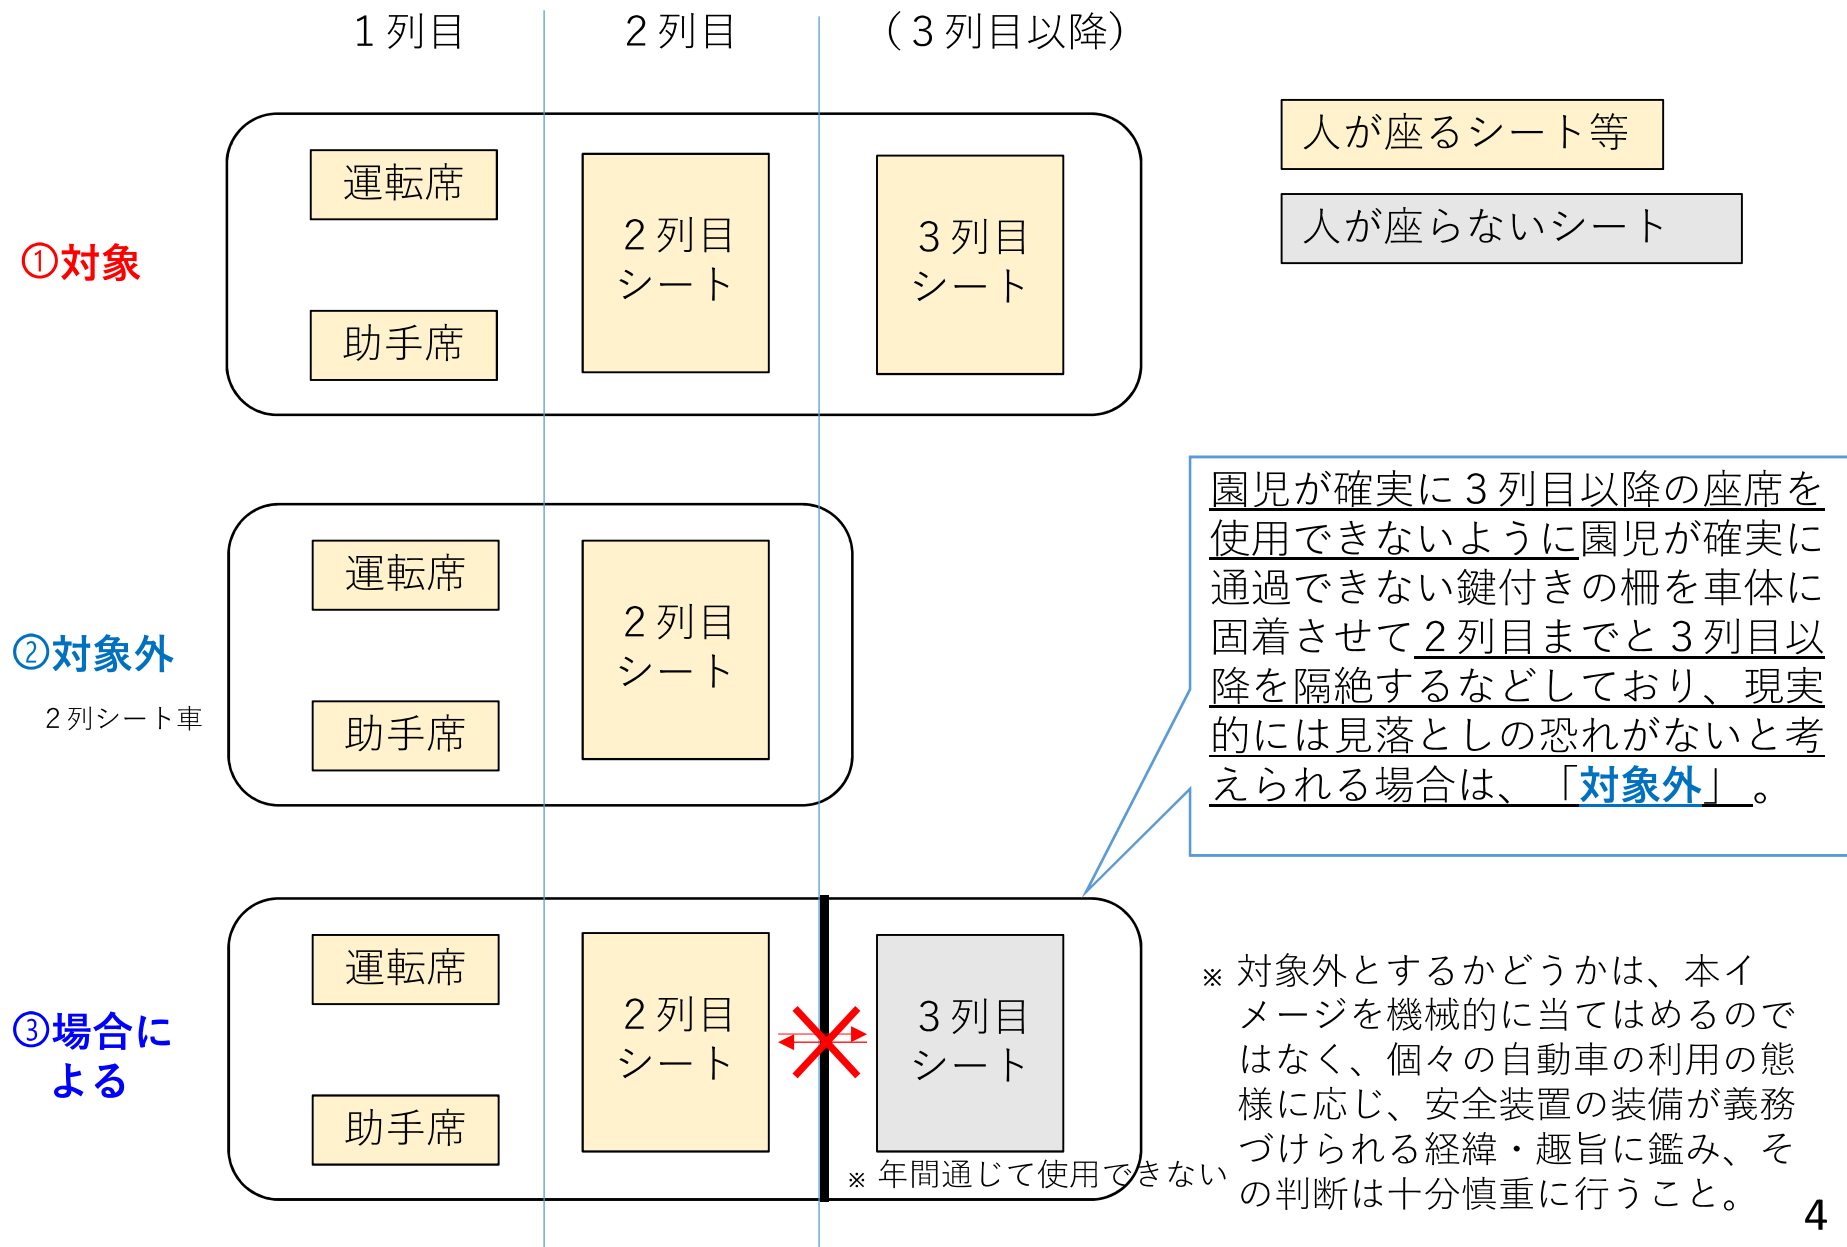 1列目
2列目
（3列目以降）
人が座るシート等
人が座らないシート
①対象
運転席
助手席
2列目
シート
3列目
シート
②対象外
2列シート車
運転席
助手席
2列目
シート
園児が確実に3列目以降の座席を
使用できないように園児が確実に
通過できない鍵付きの柵を車体に
固着させて2列目までと3列目以
降を隔絶するなどしており、現実
的には見落としの恐れがないと考
えられる場合は、「対象外」。
③場合に
よる
運転席
助手席
2列目
シート
3列目
シート
※ 年間通じて使用できない
※ 対象外とするかどうかは、本イ
メージを機械的に当てはめるので
はなく、個々の自動車の利用の態
様に応じ、安全装置の装備が義務
づけられる経緯・趣旨に鑑み、そ
の判断は十分慎重に行うこと。
4